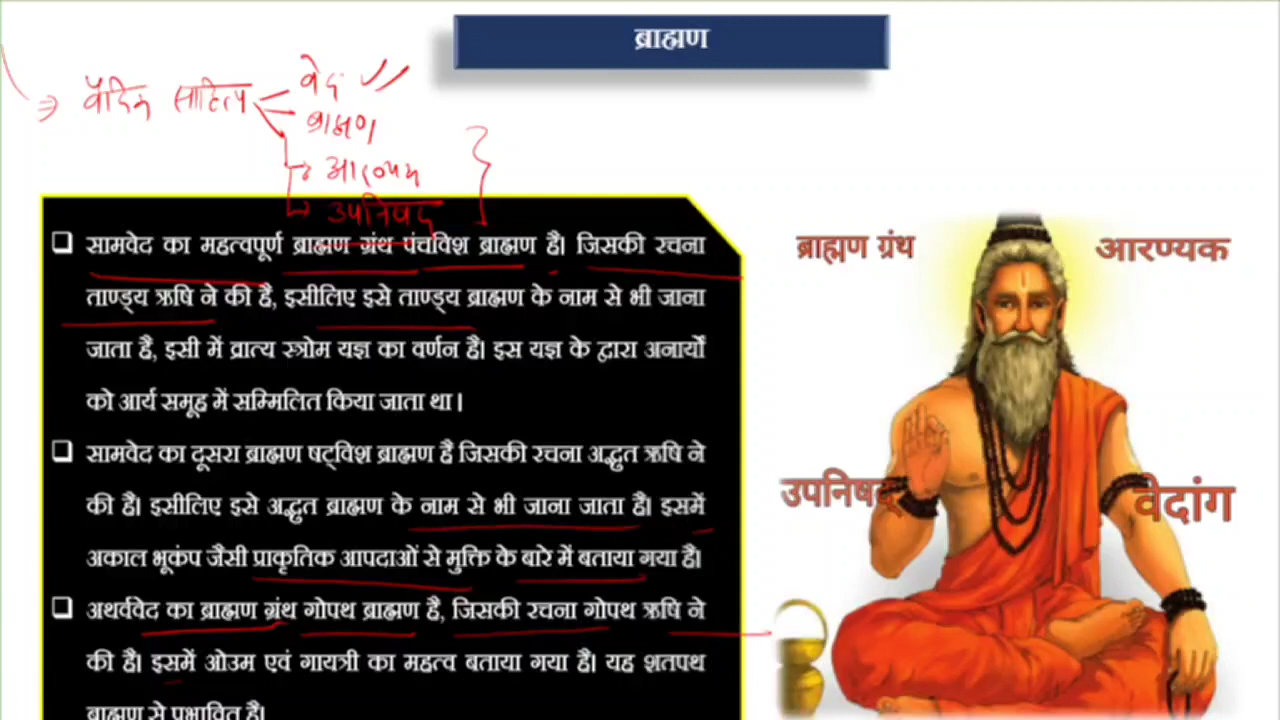 ब्राह्मण
⇒ वैदिक साहित्य
वेद
ब्राह्मण
आरण्यक
उपनिषद
❑ सामवेद का महत्वपूर्ण ब्राह्मण ग्रंथ पंचविश ब्राह्मण है। जिसकी रचना
ताण्ड्य ऋषि ने की है, इसीलिए इसे ताण्ड्य ब्राह्मण के नाम से भी जाना
जाता है, इसी में व्रात्य स्त्रोम यज्ञ का वर्णन है। इस यज्ञ के द्वारा अनार्यों
को आर्य समूह में सम्मिलित किया जाता था ।
❑ सामवेद का दूसरा ब्राह्मण षट्विश ब्राह्मण है जिसकी रचना अद्भुत ऋषि ने
की है। इसीलिए इसे अद्भुत ब्राह्मण के नाम से भी जाना जाता है। इसमें
अकाल भूकंप जैसी प्राकृतिक आपदाओं से मुक्ति के बारे में बताया गया है।
❑ अथर्ववेद का ब्राह्मण ग्रंथ गोपथ ब्राह्मण है, जिसकी रचना गोपथ ऋषि ने
की है। इसमें ओउम एवं गायत्री का महत्व बताया गया है। यह शतपथ
ब्राह्मण से प्रभावित है।
ब्राह्मण ग्रंथ
आरण्यक
उपनिषद्
वेदांग